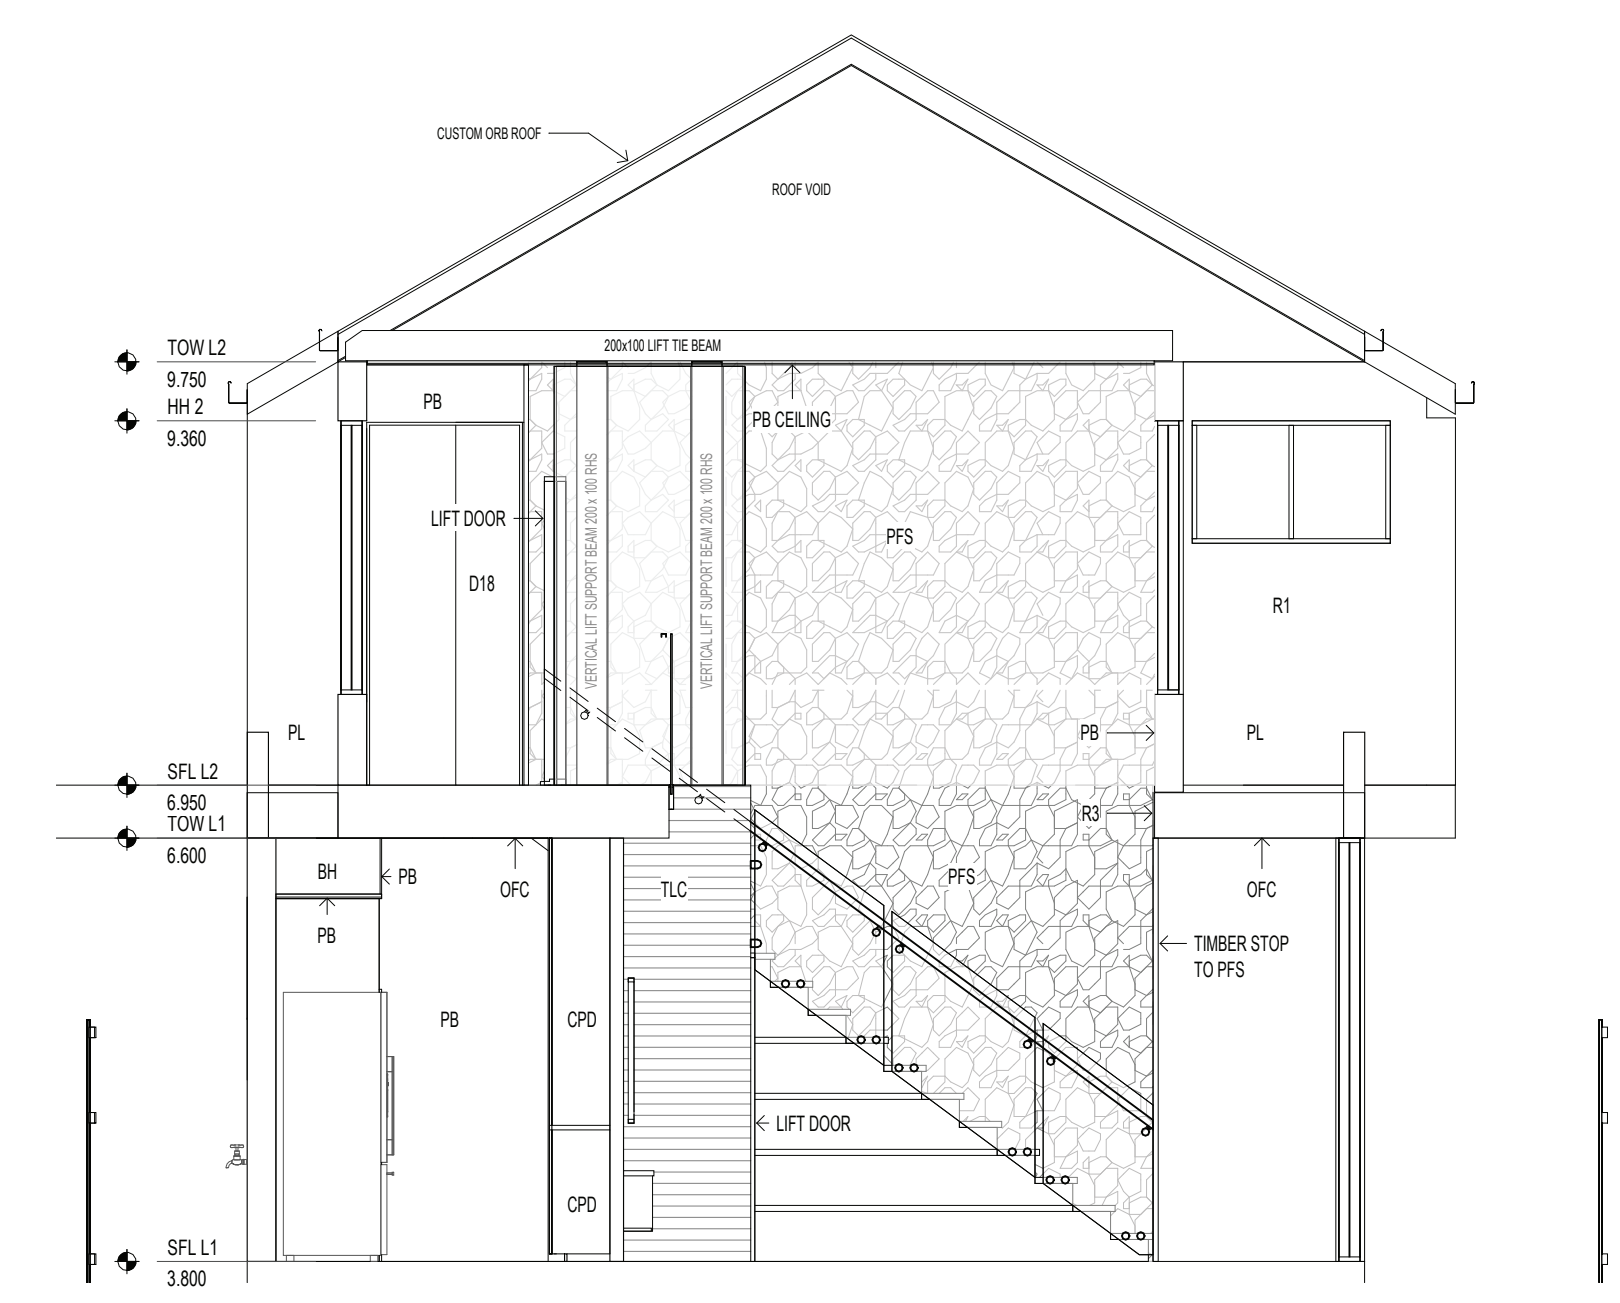 CUSTOM ORB ROOF
ROOF VOID
200x100 LIFT TIE BEAM
TOW L2
9.750
HH 2
9.360
PB
PB CEILING
LIFT DOOR
VERTICAL LIFT SUPPORT BEAM 200 x 100 RHS
VERTICAL LIFT SUPPORT BEAM 200 x 100 RHS
PFS
D18
R1
PL
PB
PL
SFL L2
6.950
TOW L1
6.600
R3
BH
PB
OFC
TLC
PFS
OFC
PB
TIMBER STOP
TO PFS
PB
CPD
LIFT DOOR
CPD
SFL L1
3.800